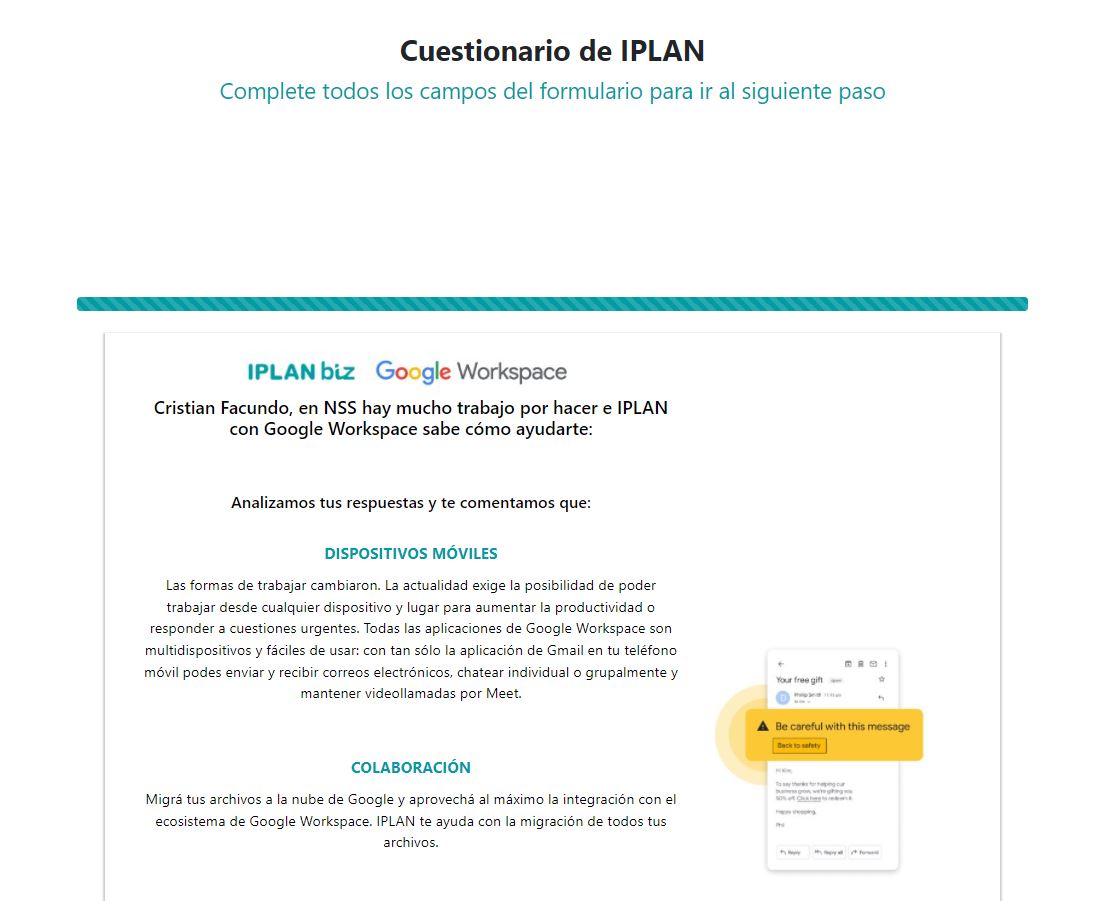 Cuestionario de IPLAN
Complete todos los campos del formulario para ir al siguiente paso
IPLAN biz Google Workspace
Cristian Facundo, en NSS hay mucho trabajo por hacer e IPLAN
con Google Workspace sabe cómo ayudarte:
Analizamos tus respuestas y te comentamos que:
DISPOSITIVOS MÓVILES
Las formas de trabajar cambiaron. La actualidad exige la posibilidad de poder
trabajar desde cualquier dispositivo y lugar para aumentar la productividad o
responder a cuestiones urgentes. Todas las aplicaciones de Google Workspace son
multidispositivos y fáciles de usar: con tan sólo la aplicación de Gmail en tu teléfono
móvil podes enviar y recibir correos electrónicos, chatear individual o grupalmente y
mantener videollamadas por Meet.
COLABORACIÓN
Migrá tus archivos a la nube de Google y aprovechá al máximo la integración con el
ecosistema de Google Workspace. IPLAN te ayuda con la migración de todos tus
archivos.
Your free gift
Phillip Smith
Be careful with this message
Back to safety
Hi Kim,
To say thanks for helping our
business grow, we're gifting you
50% off. Click here to redeem it.
Happy shopping,
Phil
Reply Reply all Forward